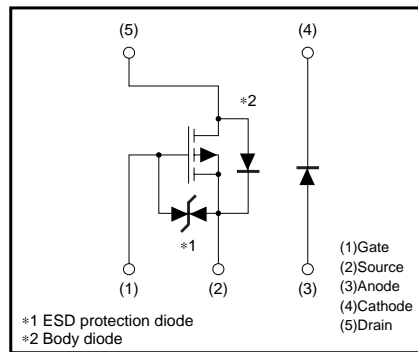 (5) (4)
∗2
∗1
(1) (2) (3)
(1)Gate
(2)Source
(3)Anode
(4)Cathode
(5)Drain
∗1 ESD protection diode
∗2 Body diode